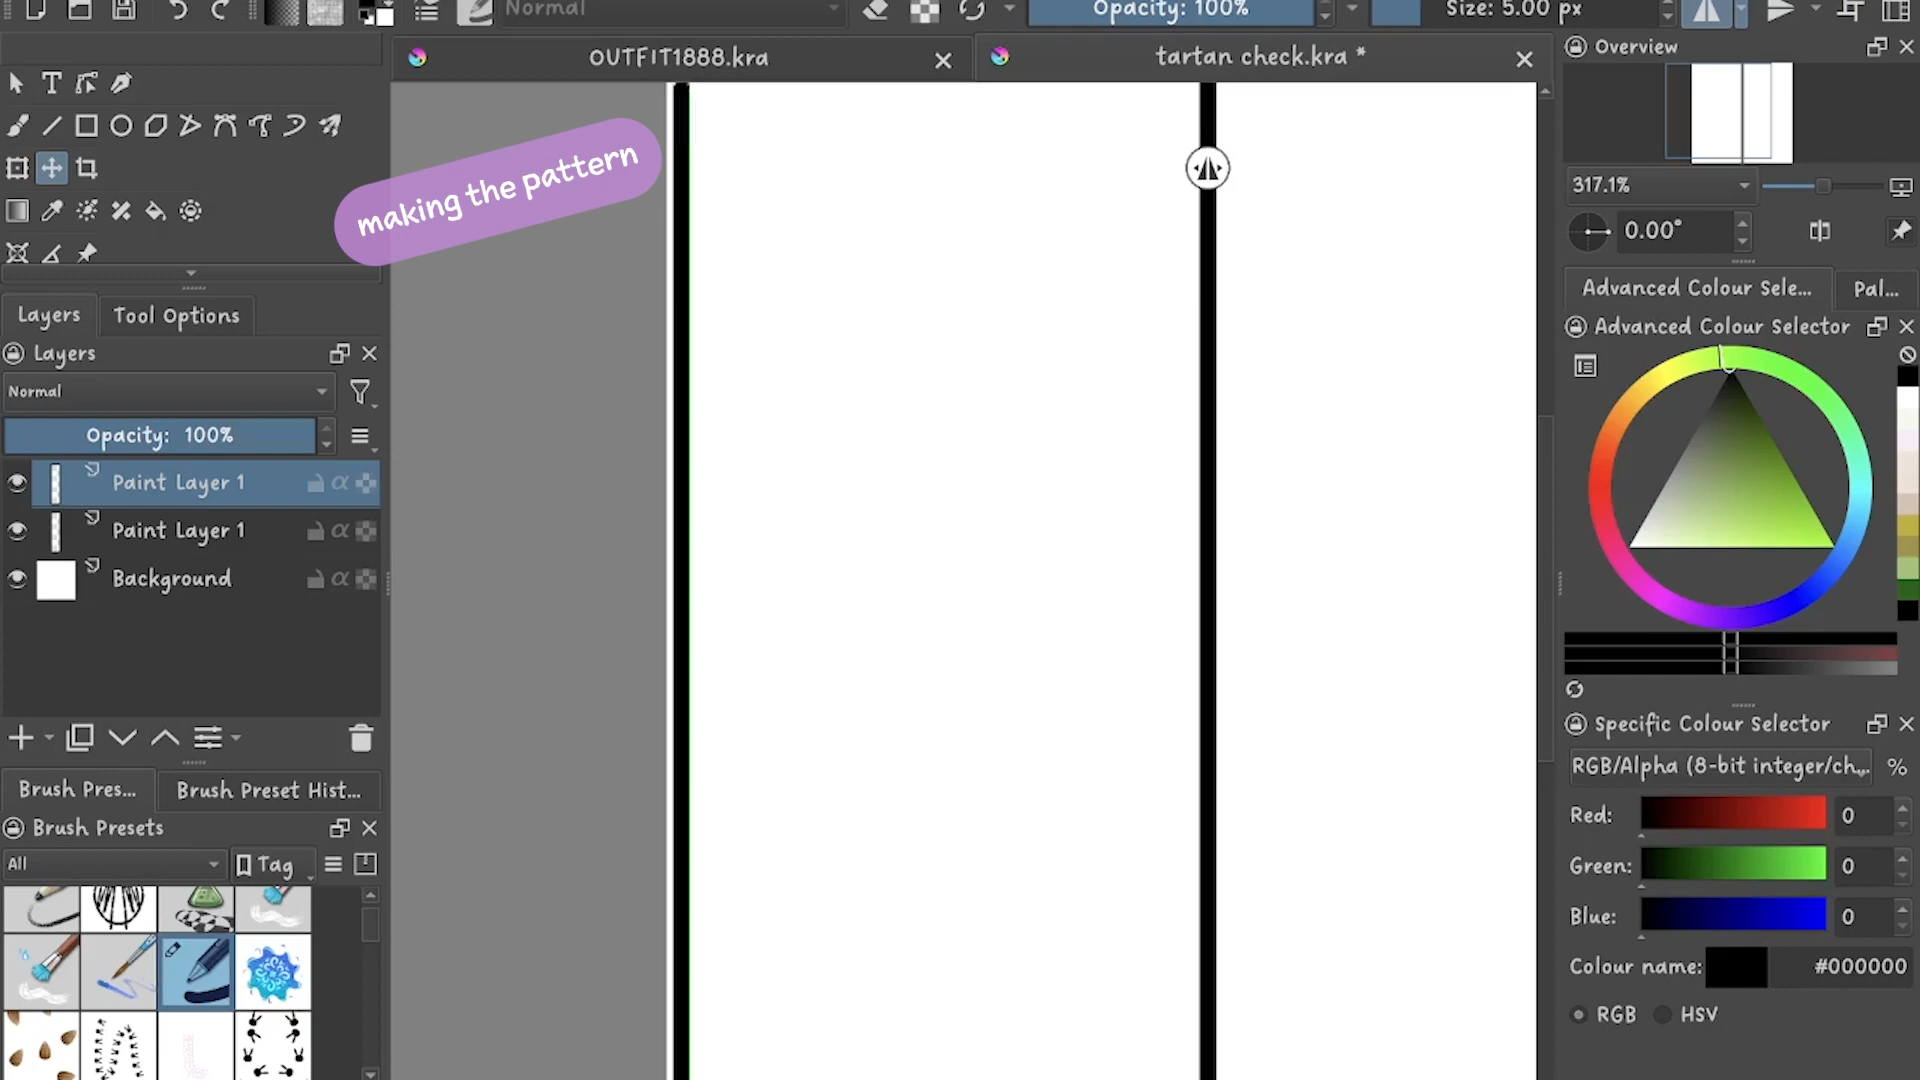 Normal
Opacity: 100%
Size: 5.00 px
OUTFIT1888.kra
tartan check.kra *
Overview
making the pattern
317.1%
0.00°
Layers
Tool Options
Layers
Normal
Opacity: 100%
Paint Layer 1
Paint Layer 1
Background
Advanced Colour Sele...
Pal...
Advanced Colour Selector
Specific Colour Selector
RGB/Alpha (8-bit integer/ch...
%
Red:
0
Green:
0
Blue:
0
Colour name:
#000000
RGB
HSV
Brush Pres...
Brush Preset Hist...
Brush Presets
All
Tag